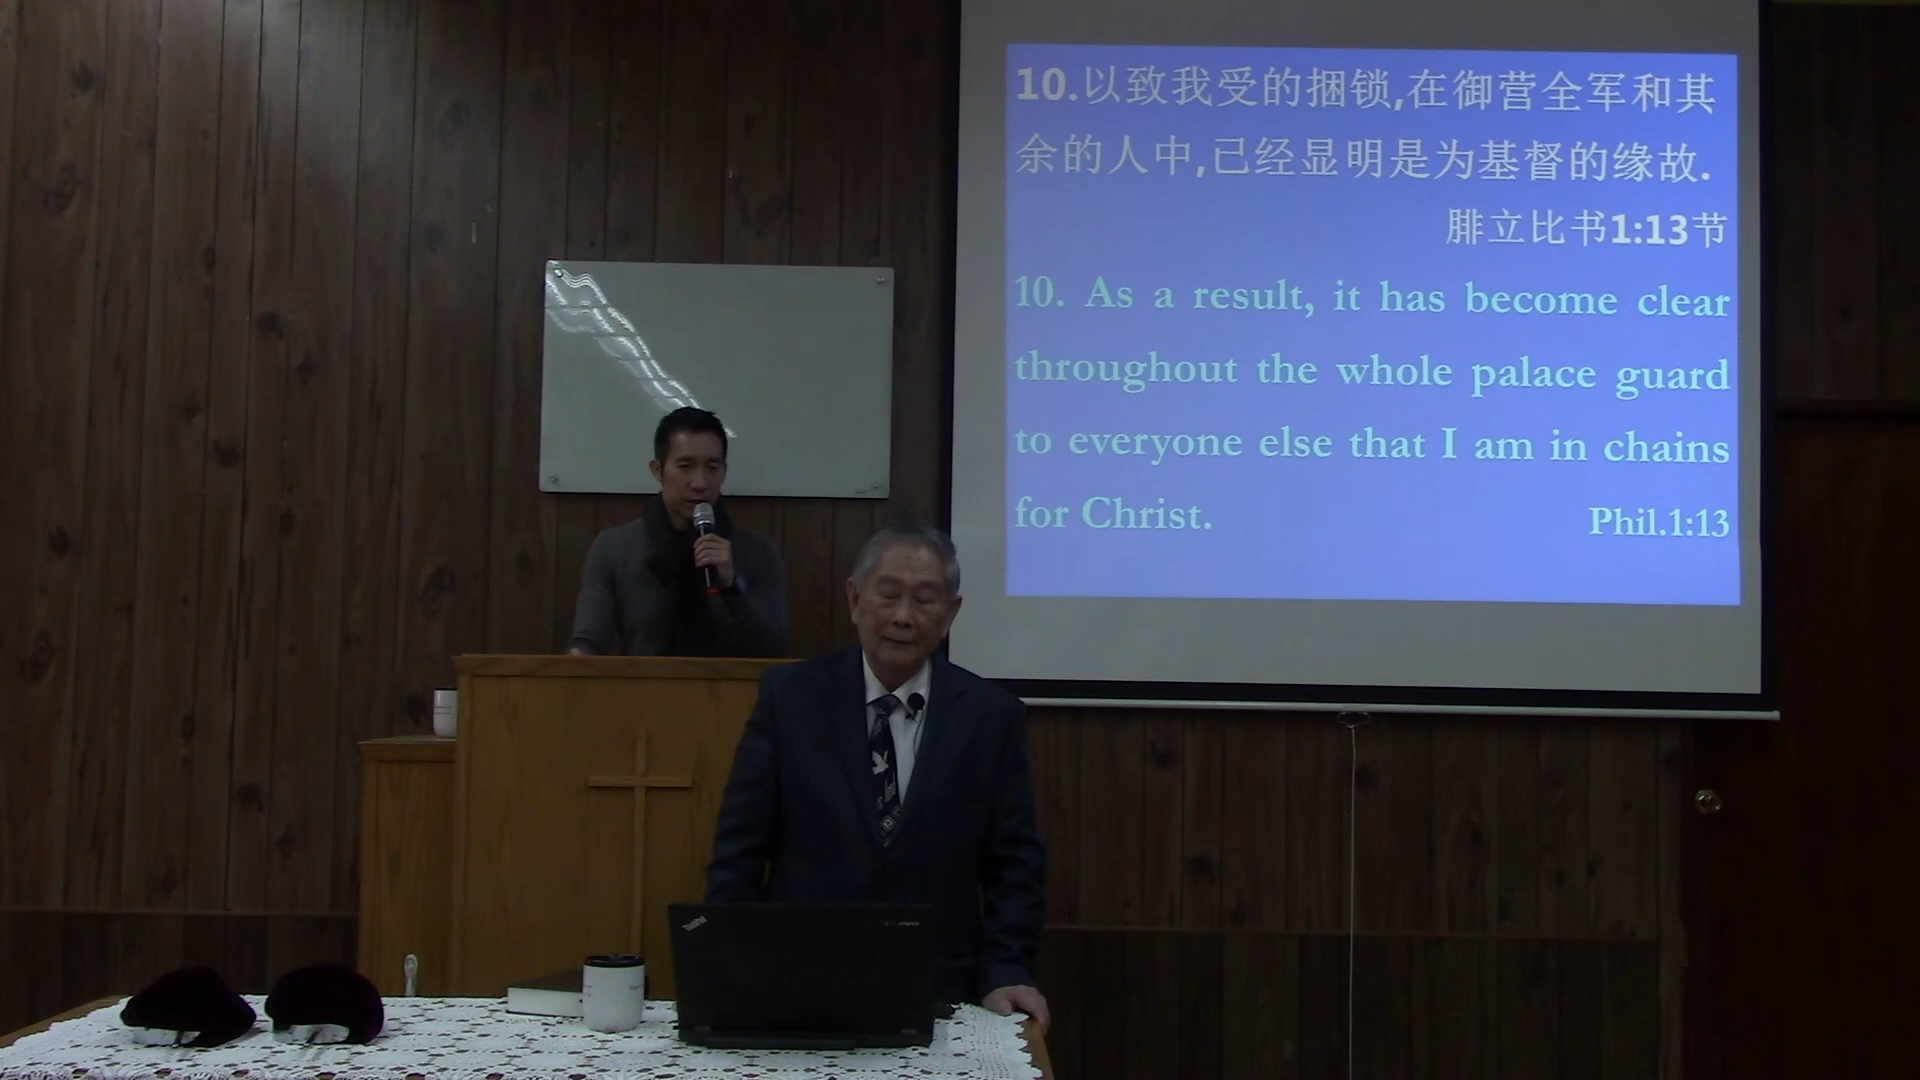 10.以致我受的捆锁,在御营全军和其
余的人中,已经显明是为基督的缘故.
腓立比书1:13节
10. As a result, it has become clear
throughout the whole palace guard
to everyone else that I am in chains
for Christ.
Phil.1:13
ThinkPad
lenovo